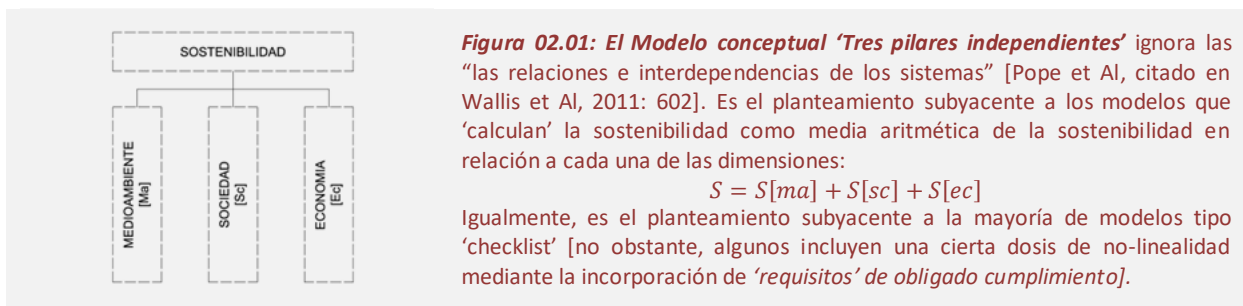 SOSTENIBILIDAD
MEDIOAMBIENTE
[Ma]
SOCIEDAD
[Sc]
ECONOMIA
[Ec]
Figura 02.01: El Modelo conceptual ‘Tres pilares independientes’ ignora las
“las relaciones e interdependencias de los sistemas” [Pope et Al, citado en
Wallis et Al, 2011: 602]. Es el planteamiento subyacente a los modelos que
‘calculan’ la sostenibilidad como media aritmética de la sostenibilidad en
relación a cada una de las dimensiones:
S = S[ma] + S[sc] + S[ec]
Igualmente, es el planteamiento subyacente a la mayoría de modelos tipo
‘checklist’ [no obstante, algunos incluyen una cierta dosis de no-linealidad
mediante la incorporación de ‘requisitos’ de obligado cumplimiento].